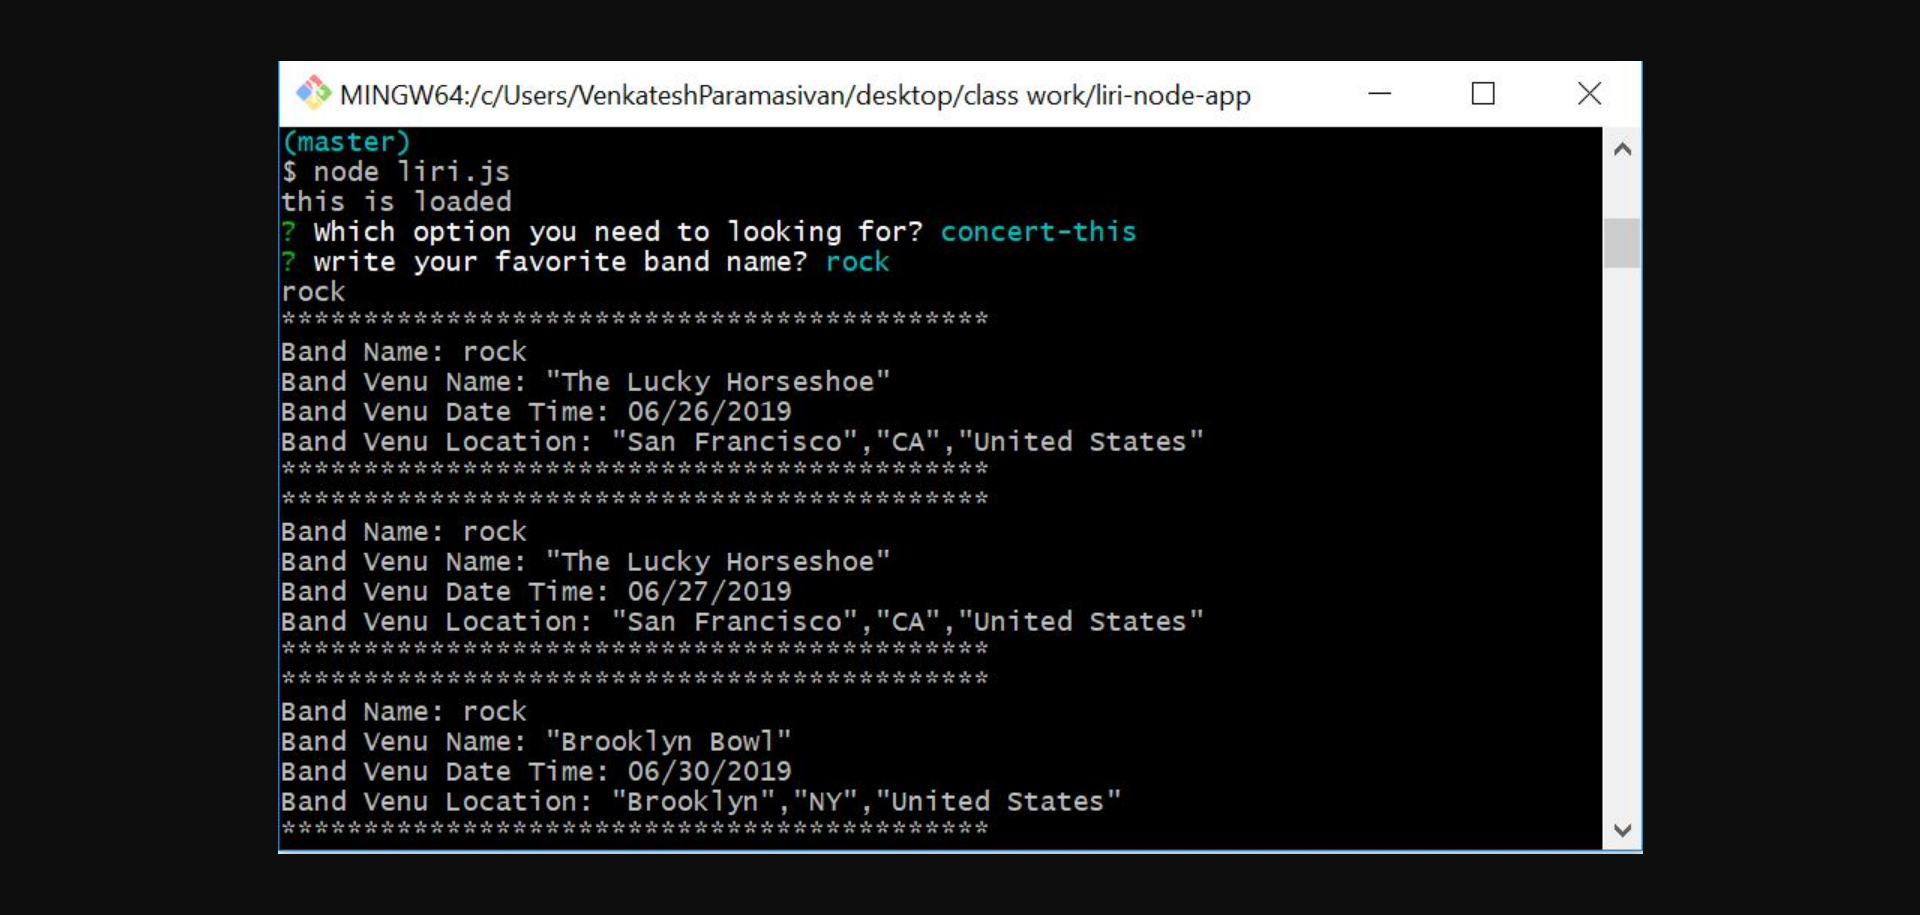 MINGW64:/c/Users/VenkateshParamasivan/desktop/class work/liri-node-app
(master)
$ node liri.js
this is loaded
? Which option you need to looking for? concert-this
? write your favorite band name? rock
rock
*******************************************
Band Name: rock
Band Venu Name: "The Lucky Horseshoe"
Band Venu Date Time: 06/26/2019
Band Venu Location: "San Francisco","CA","United States"
*******************************************
*******************************************
Band Name: rock
Band Venu Name: "The Lucky Horseshoe"
Band Venu Date Time: 06/27/2019
Band Venu Location: "San Francisco","CA","United States"
*******************************************
*******************************************
Band Name: rock
Band Venu Name: "Brooklyn Bowl"
Band Venu Date Time: 06/30/2019
Band Venu Location: "Brooklyn","NY","United States"
*******************************************